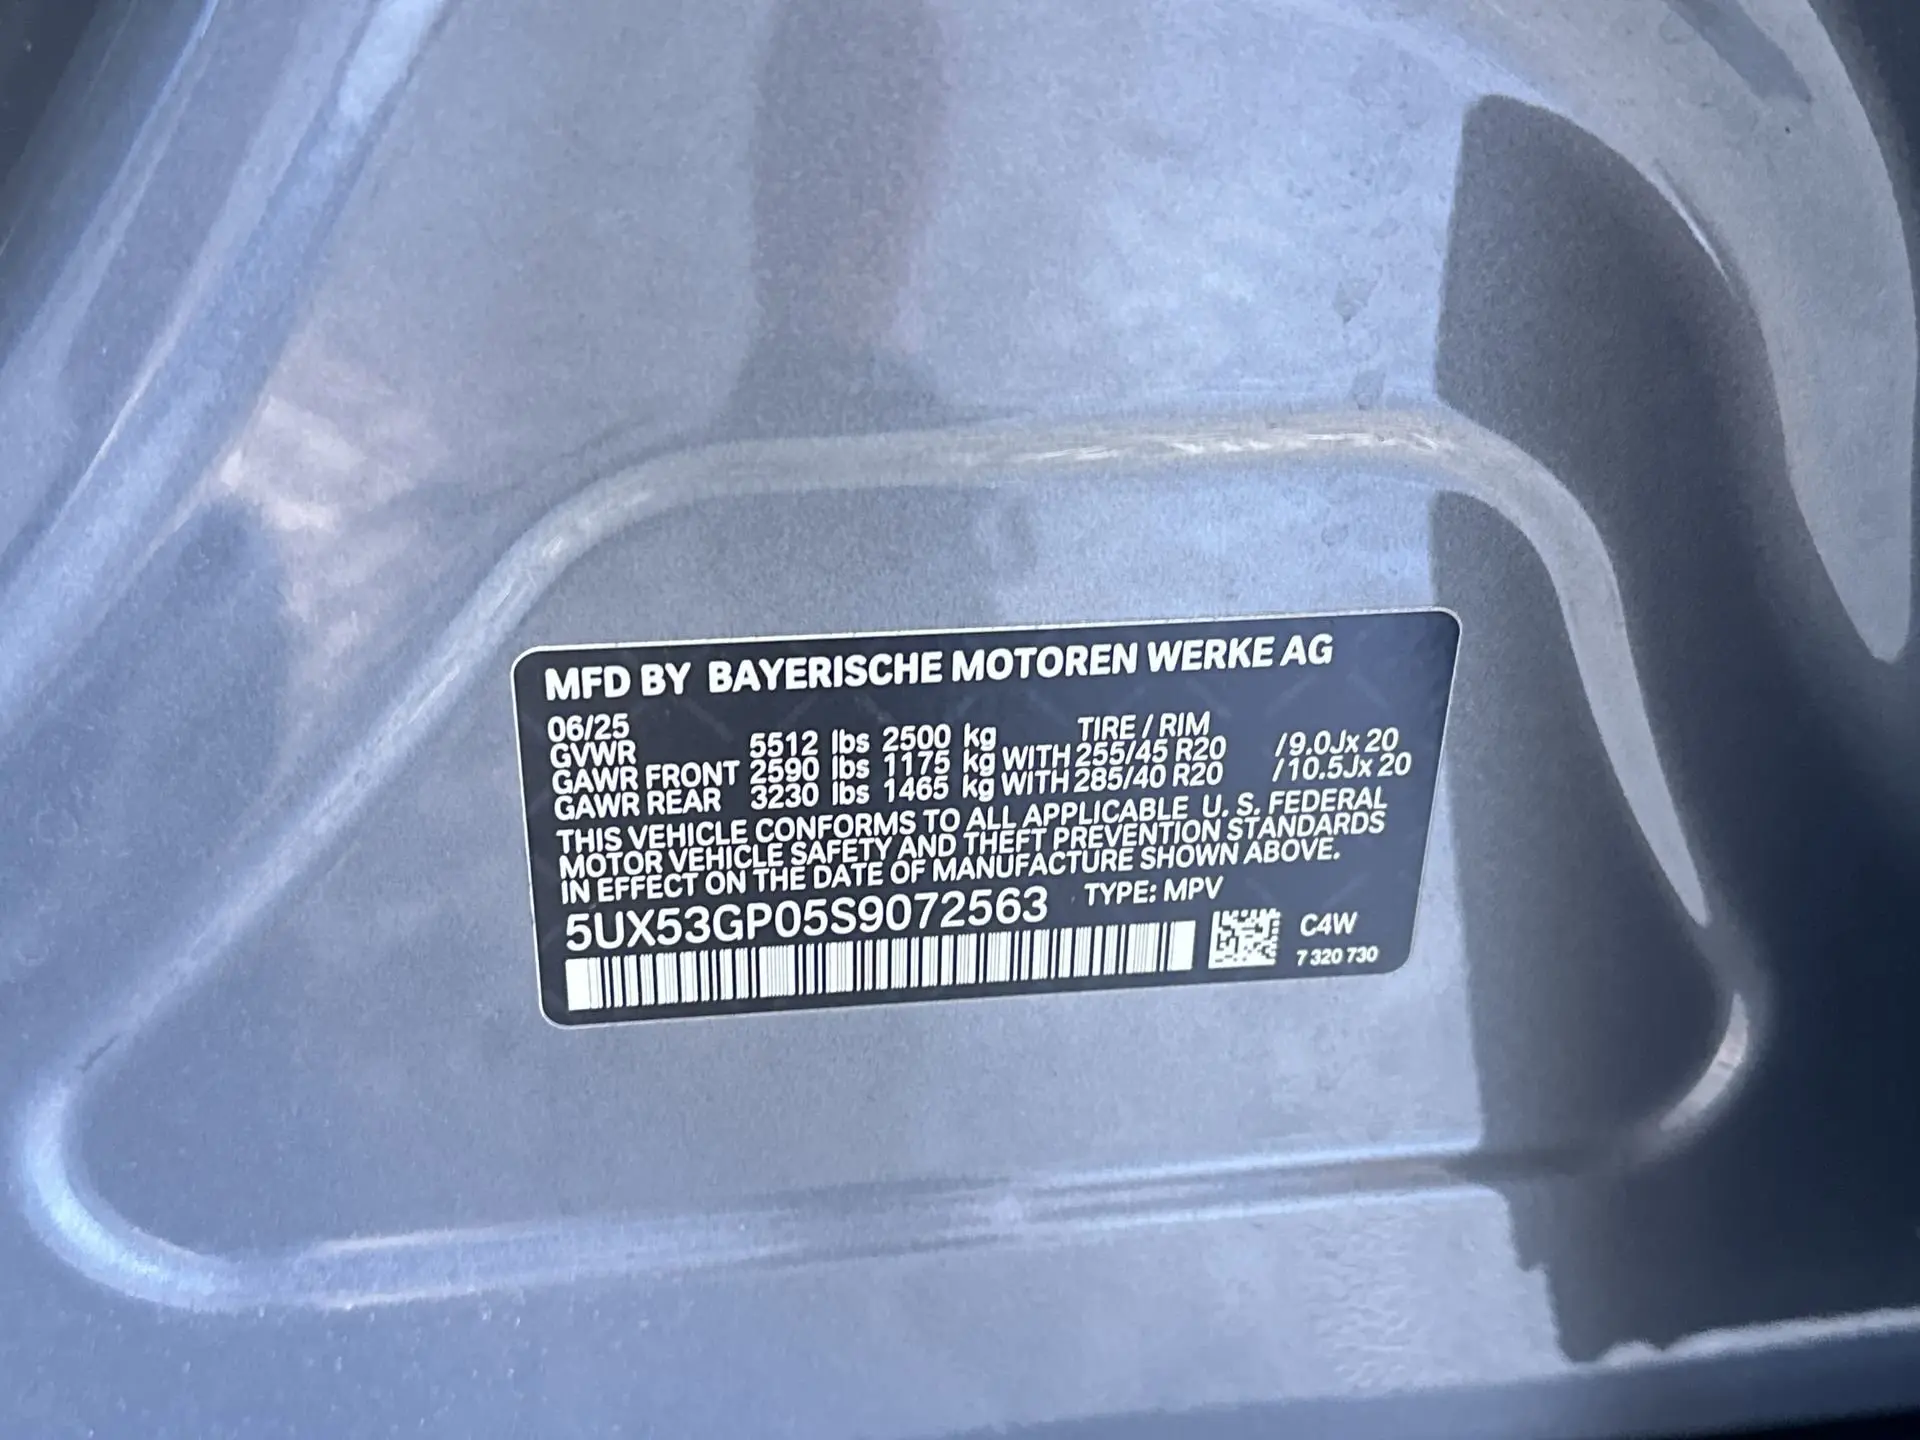 MFD BY BAYERISCHE MOTOREN WERKE AG
06/25 TIRE / RIM
GVWR 5512 lbs 2500 kg
GAWR FRONT 2590 lbs 1175 kg WITH 255/45 R20 /9.0Jx 20
GAWR REAR 3230 lbs 1465 kg WITH 285/40 R20 /10.5Jx 20
THIS VEHICLE CONFORMS TO ALL APPLICABLE U. S. FEDERAL
MOTOR VEHICLE SAFETY AND THEFT PREVENTION STANDARDS
IN EFFECT ON THE DATE OF MANUFACTURE SHOWN ABOVE.
5UX53GP05S9072563 TYPE: MPV
C4W
7 320 730